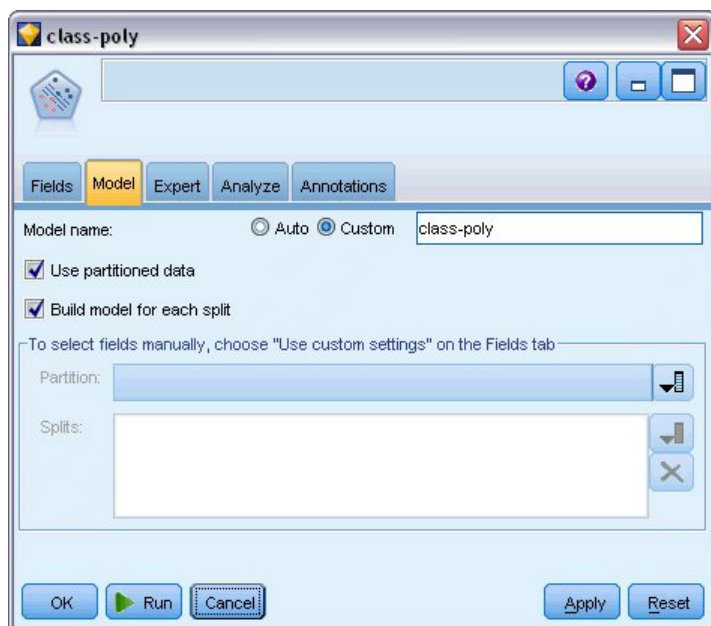 class-poly
Fields Model Expert Analyze Annotations
Model name: Auto Custom class-poly
Use partitioned data
Build model for each split
To select fields manually, choose "Use custom settings" on the Fields tab
Partition:
Splits:
OK Run Cancel Apply Reset